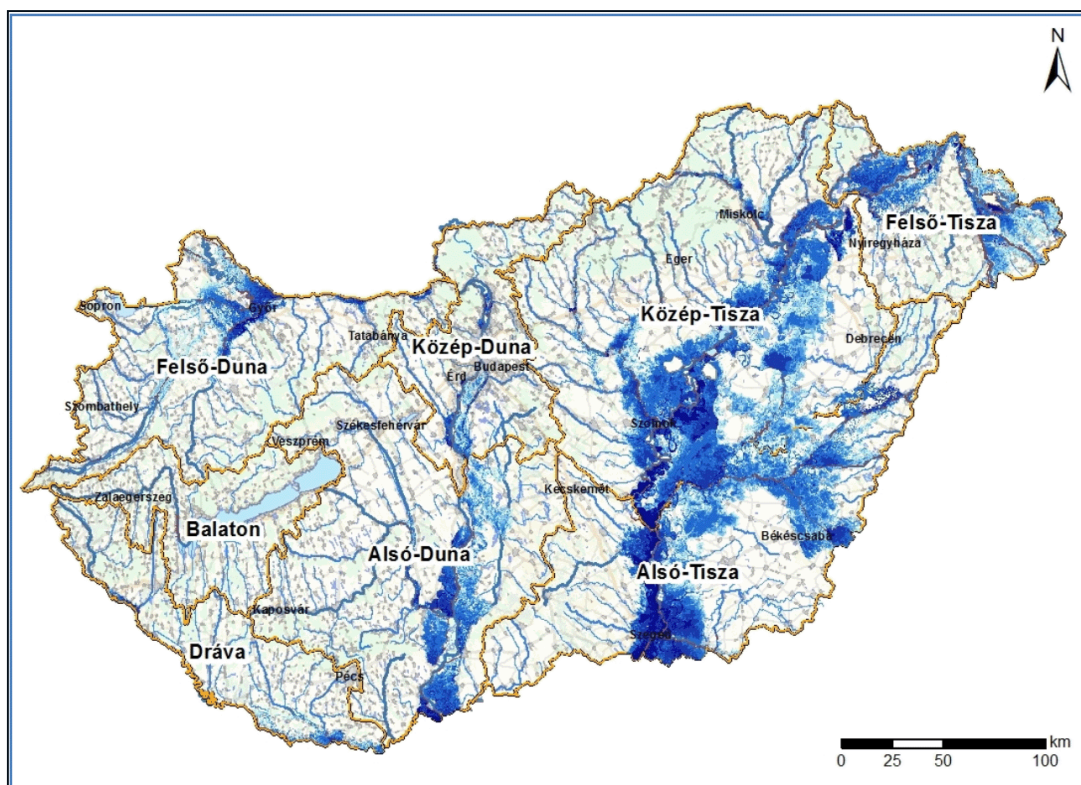 N
Miskolc
Felső-Tisza
Nyíregyháza
Eger
Sopron
Győr
Közép-Tisza
Tatabánya
Közép-Duna
Debrecen
Felső-Duna
Érd
Budapest
Szombathely
Székesfehérvár
Szolnok
Veszprém
Kecskemét
Zalaegerszeg
Balaton
Békéscsaba
Alsó-Duna
Alsó-Tisza
Kaposvár
Szeged
Dráva
Pécs
km
0 25 50 100